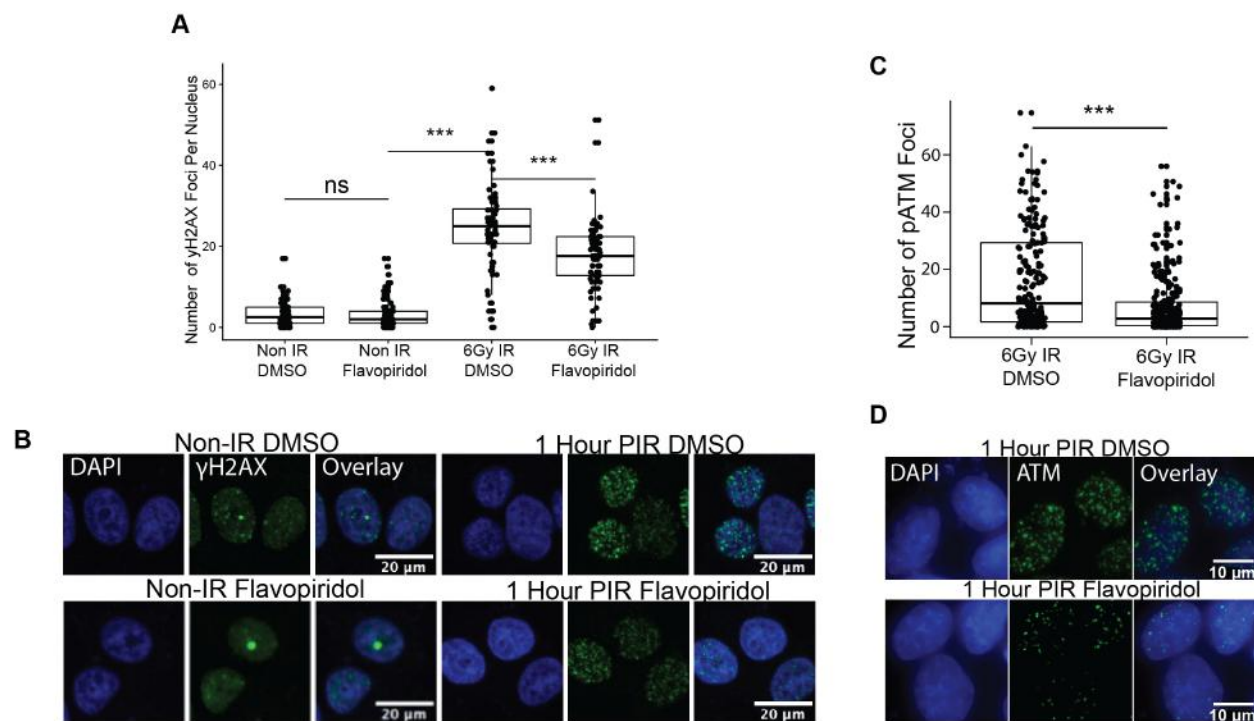 A
Number of yH2AX Foci Per Nucleus
60
40
20
0
ns
***
***
Non IR
DMSO
Non IR
Flavopiridol
6Gy IR
DMSO
6Gy IR
Flavopiridol
C
Number of pATM Foci
60
40
20
0
***
6Gy IR
DMSO
6Gy IR
Flavopiridol
B
Non-IR DMSO
1 Hour PIR DMSO
DAPI
γH2AX
Overlay
20 µm
20 µm
Non-IR Flavopiridol
1 Hour PIR Flavopiridol
20 µm
20 µm
D
1 Hour PIR DMSO
DAPI
ATM
Overlay
10 µm
1 Hour PIR Flavopiridol
10 µm